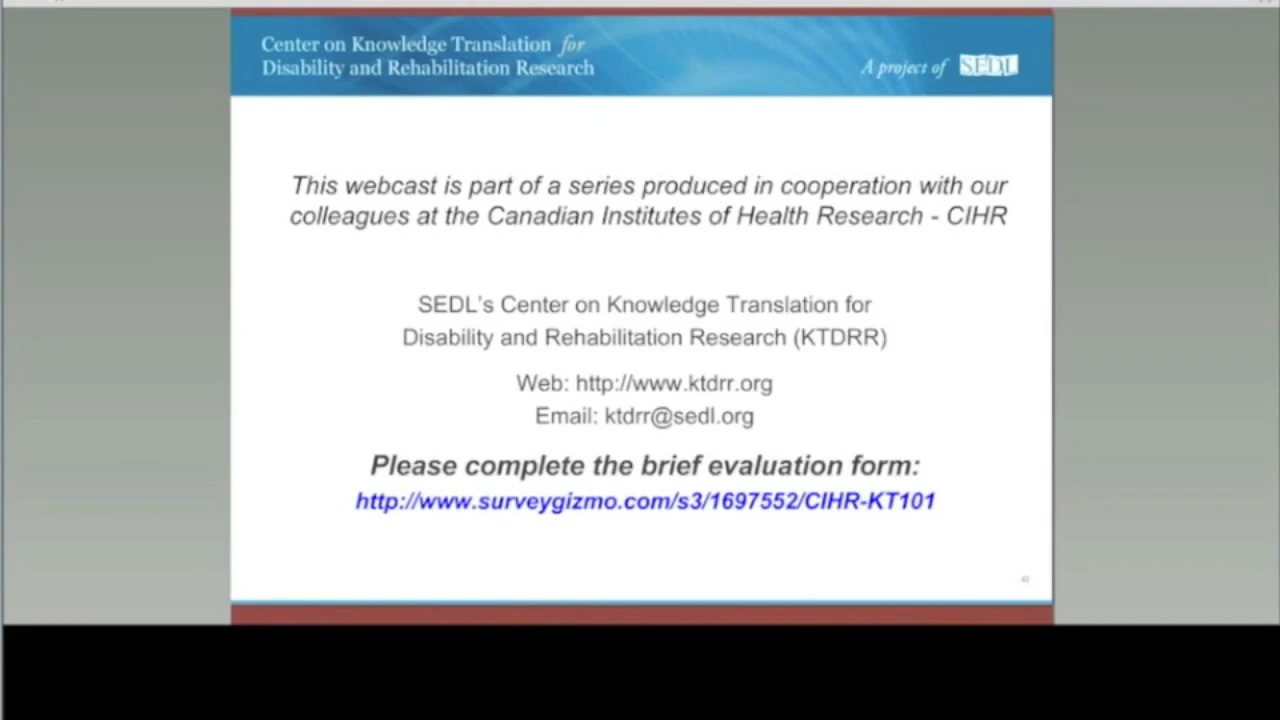 Center on Knowledge Translation for
Disability and Rehabilitation Research
A project of SEDL
This webcast is part of a series produced in cooperation with our
colleagues at the Canadian Institutes of Health Research - CIHR
SEDL's Center on Knowledge Translation for
Disability and Rehabilitation Research (KTDRR)
Web: http://www.ktdrr.org
Email: ktdrr@sedl.org
Please complete the brief evaluation form:
http://www.surveygizmo.com/s3/1697552/CIHR-KT101